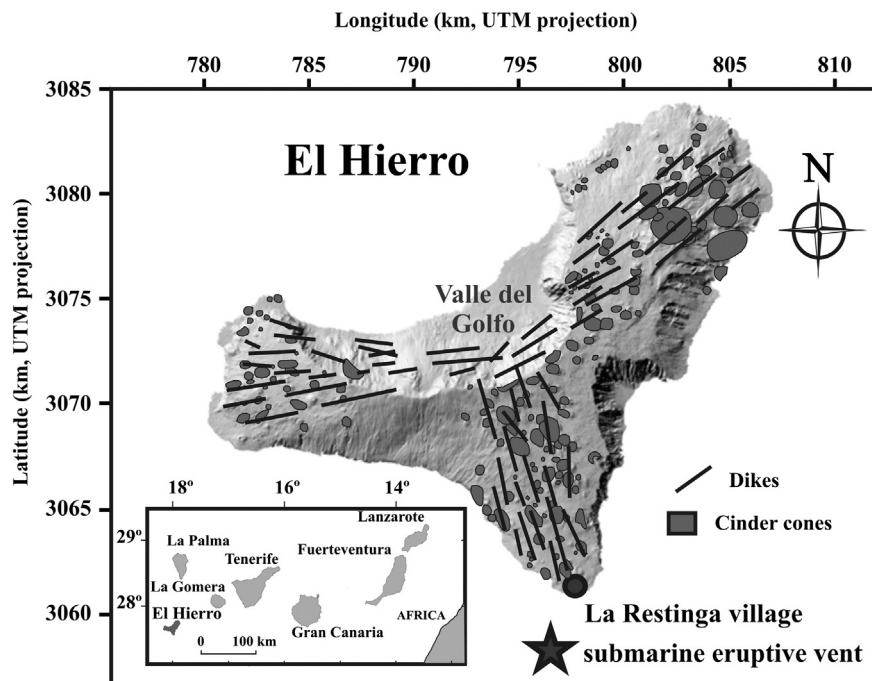 Longitude (km, UTM projection)
780 785 790 795 800 805 810
3085
3080
3075
3070
3065
3060
Latitude (km, UTM projection)
El Hierro
N
Valle del
Golfo
Dikes
Cinder cones
La Restinga village
submarine eruptive vent
18º 16º 14º
29º
28º
Lanzarote
La Palma
Fuerteventura
Tenerife
La Gomera
El Hierro
Gran Canaria
AFRICA
0 100 km